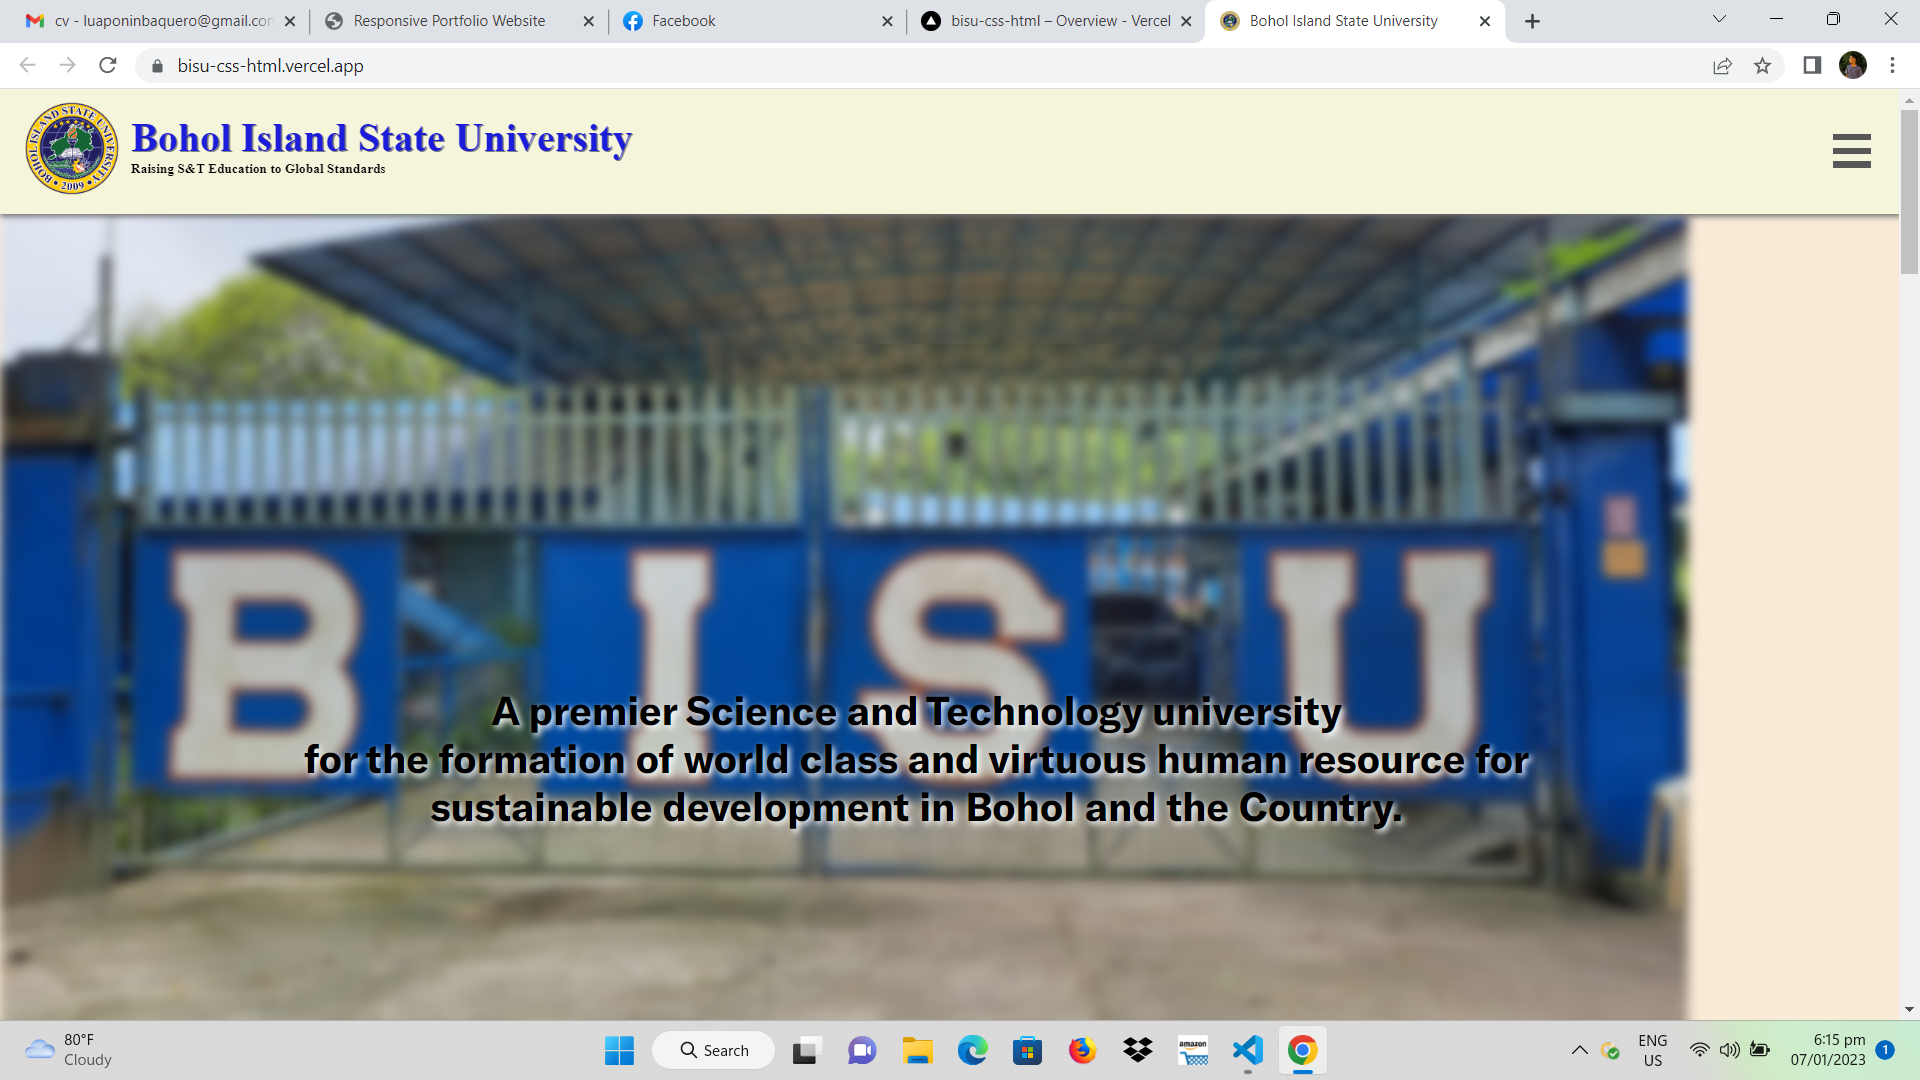 cv - luaponinbaquero@gmail.con
Responsive Portfolio Website
Facebook
bisu-css-html – Overview - Vercel
Bohol Island State University
bisu-css-html.vercel.app
BOHOL ISLAND STATE UNIVERSITY
2009
Bohol Island State University
Raising S&T Education to Global Standards
B I S U
A premier Science and Technology university
for the formation of world class and virtuous human resource for
sustainable development in Bohol and the Country.
80°F
Cloudy
Search
amazon
ENG
US
6:15 pm
07/01/2023
1